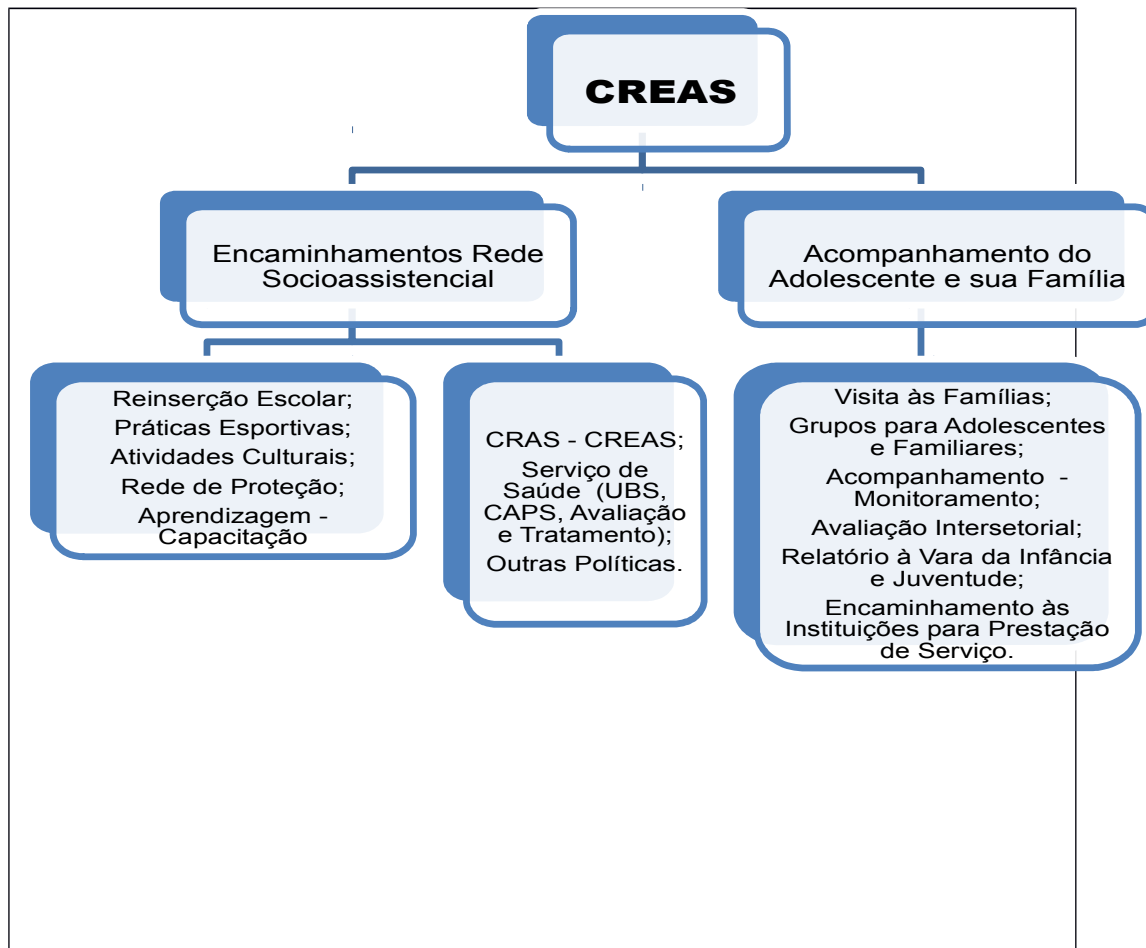 CREAS
Encaminhamentos Rede
Socioassistencial
Acompanhamento do
Adolescente e sua Família
Reinserção Escolar;
Práticas Esportivas;
Atividades Culturais;
Rede de Proteção;
Aprendizagem -
Capacitação
CRAS - CREAS;
Serviço de
Saúde (UBS,
CAPS, Avaliação
e Tratamento);
Outras Políticas.
Visita às Famílias;
Grupos para Adolescentes
e Familiares;
Acompanhamento -
Monitoramento;
Avaliação Intersetorial;
Relatório à Vara da Infância
e Juventude;
Encaminhamento às
Instituições para Prestação
de Serviço.